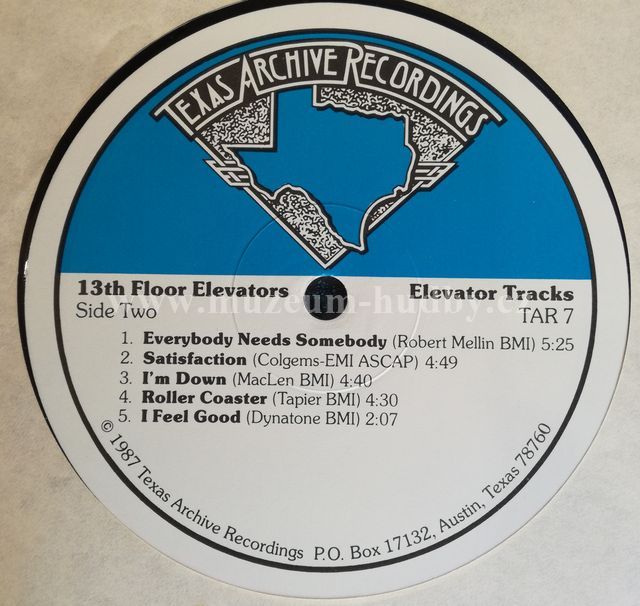 TEXAS ARCHIVE RECORDINGS
13th Floor Elevators
Side Two
Elevator Tracks
TAR 7
www.muzeum-hudby.cz
1. Everybody Needs Somebody (Robert Mellin BMI) 5:25
2. Satisfaction (Colgems-EMI ASCAP) 4:49
3. I'm Down (MacLen BMI) 4:40
4. Roller Coaster (Tapier BMI) 4:30
5. I Feel Good (Dynatone BMI) 2:07
© 1987 Texas Archive Recordings P.O. Box 17132, Austin, Texas 78760